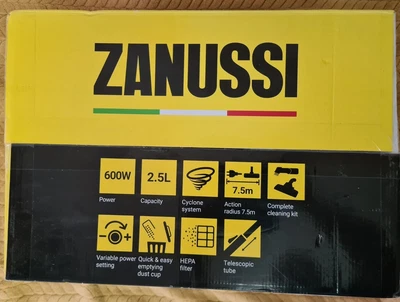 ZANUSSI
600W
2.5L
7.5m
Power
Capacity
Cyclone
system
Action
radius 7.5m
Complete
cleaning kit
Variable power
setting
Quick & easy
emptying
dust cup
HEPA
filter
Telescopic
tube